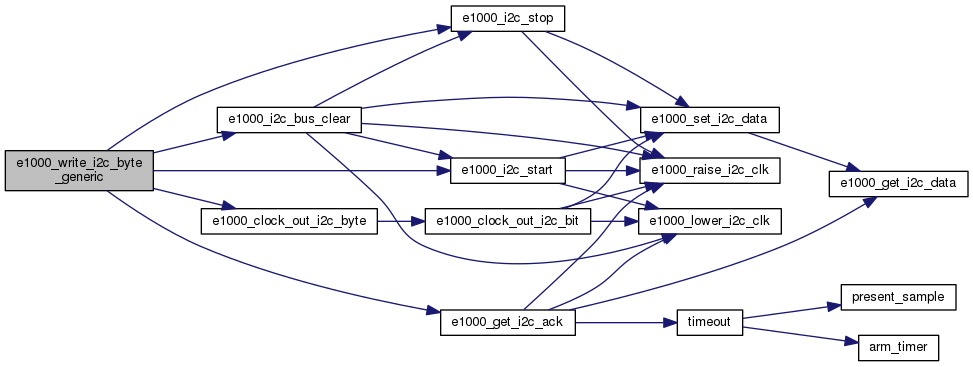 e1000_i2c_stop
e1000_i2c_bus_clear
e1000_set_i2c_data
e1000_write_i2c_byte
_generic
e1000_i2c_start
e1000_raise_i2c_clk
e1000_get_i2c_data
e1000_clock_out_i2c_byte
e1000_clock_out_i2c_bit
e1000_lower_i2c_clk
present_sample
e1000_get_i2c_ack
timeout
arm_timer